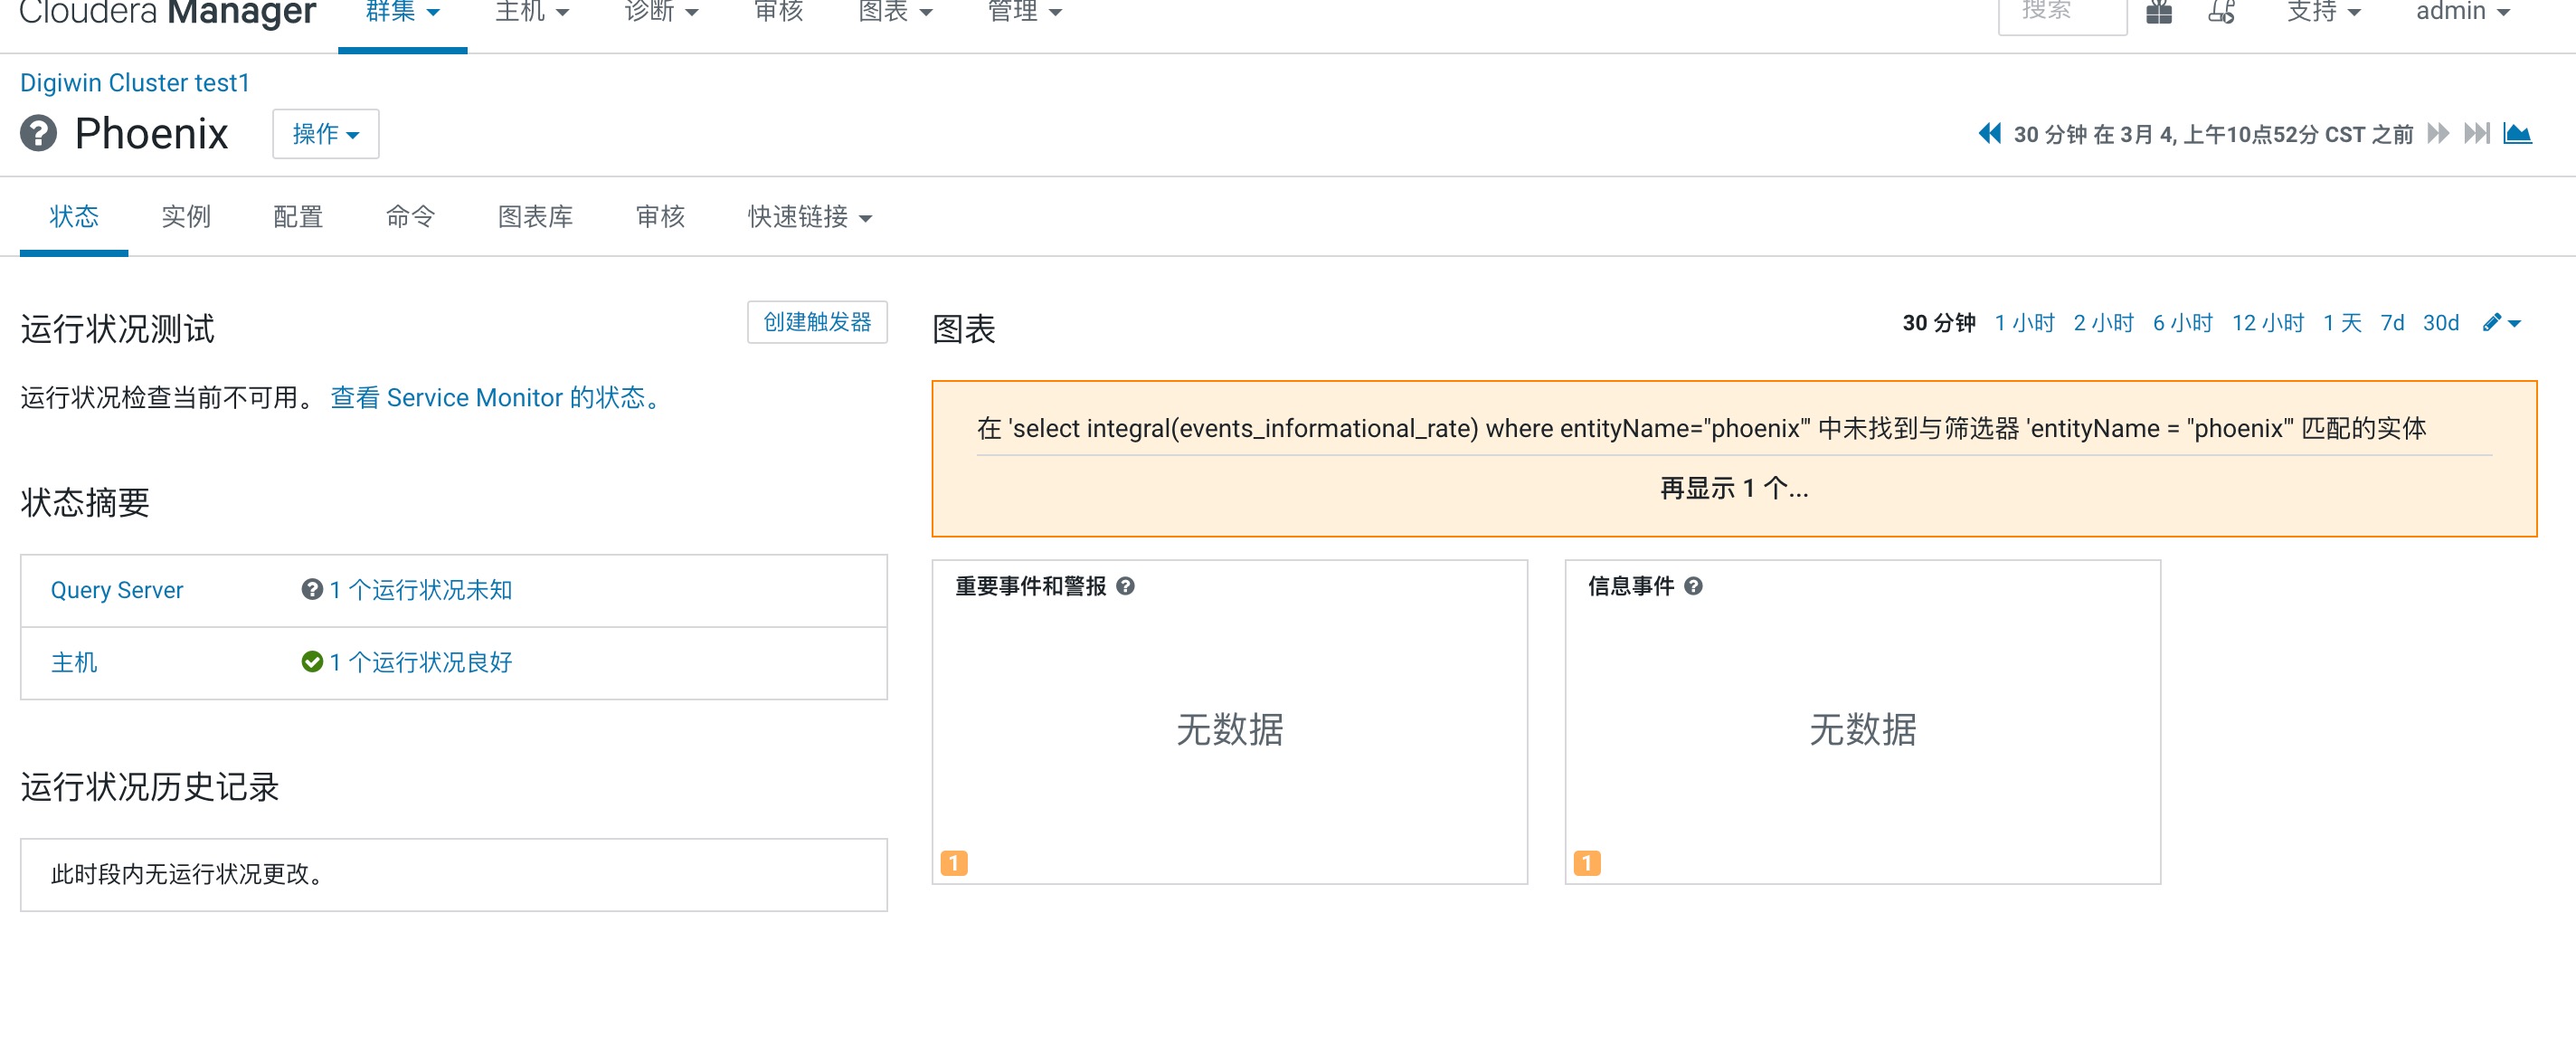 Cloudera Manager 群集 主机 诊断 审核 图表 管理 搜索 支持 admin
Digiwin Cluster test1
Phoenix 操作 30 分钟 在 3月 4, 上午10点52分 CST 之前
状态 实例 配置 命令 图表库 审核 快速链接
运行状况测试 创建触发器
运行状况检查当前不可用。 查看 Service Monitor 的状态。
状态摘要
Query Server 1 个运行状况未知
主机 1 个运行状况良好
运行状况历史记录
此时段内无运行状况更改。
图表 30 分钟 1 小时 2 小时 6 小时 12 小时 1 天 7d 30d
在 'select integral(events_informational_rate) where entityName="phoenix"' 中未找到与筛选器 'entityName = "phoenix"' 匹配的实体
再显示 1 个...
重要事件和警报
无数据
1
信息事件
无数据
1